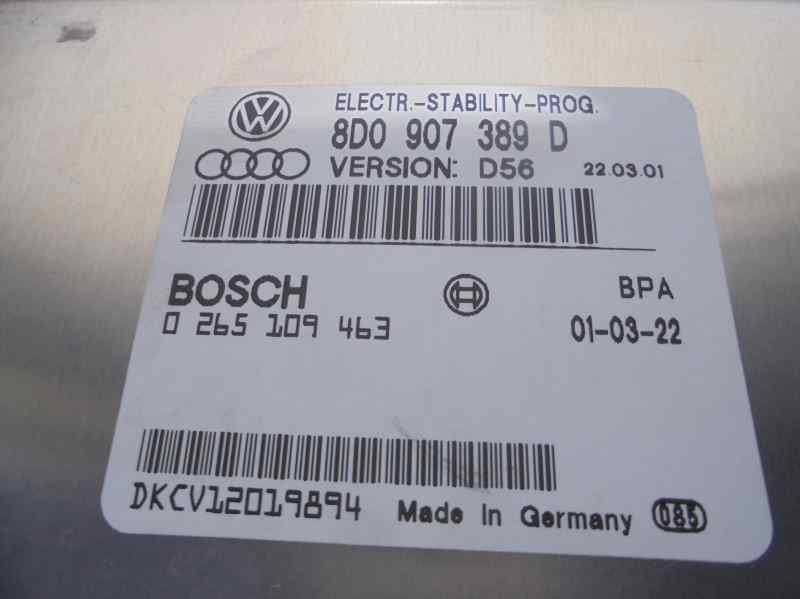 ELECTR.-STABILITY-PROG.
8D0 907 389 D
VERSION: D56 22.03.01
BOSCH BPA
0 265 109 463 01-03-22
DKCV12019894 Made In Germany 085